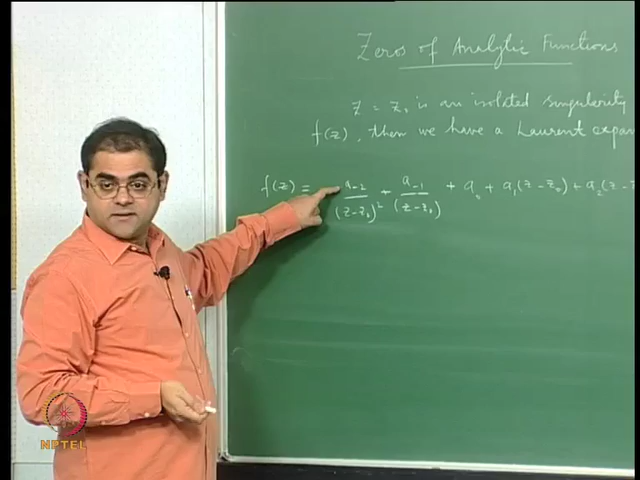 Zeros of Analytic Functions
z = z₀ is an isolated singularity
f(z), then we have a Laurent expan
f(z) = a₋₂/(z-z₀)² + a₋₁/(z-z₀) + a₀ + a₁(z-z₀) + a₂(z-z
NPTEL